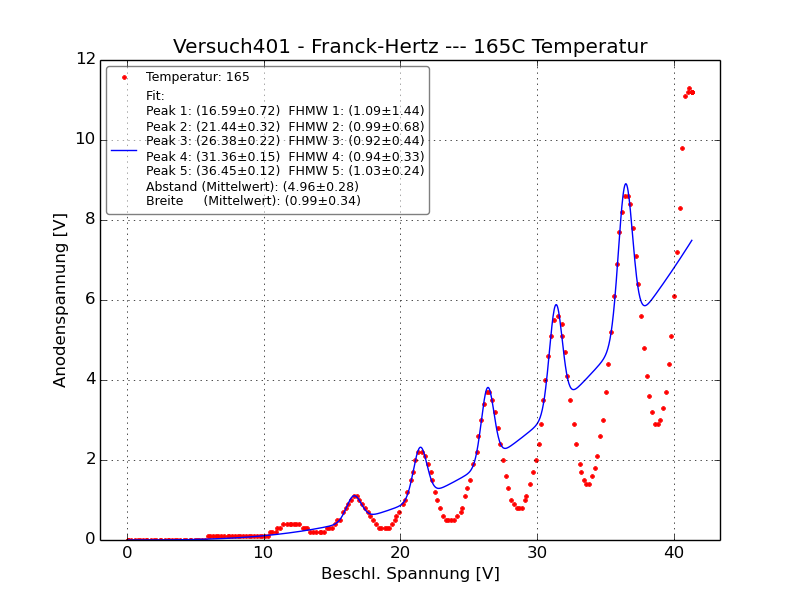 Versuch401 - Franck-Hertz --- 165C Temperatur
12
10
8
6
4
2
0
Anodenspannung [V]
Temperatur: 165
Fit:
Peak 1: (16.59±0.72)  FHMW 1: (1.09±1.44)
Peak 2: (21.44±0.32)  FHMW 2: (0.99±0.68)
Peak 3: (26.38±0.22)  FHMW 3: (0.92±0.44)
Peak 4: (31.36±0.15)  FHMW 4: (0.94±0.33)
Peak 5: (36.45±0.12)  FHMW 5: (1.03±0.24)
Abstand (Mittelwert): (4.96±0.28)
Breite     (Mittelwert): (0.99±0.34)
0 10 20 30 40
Beschl. Spannung [V]